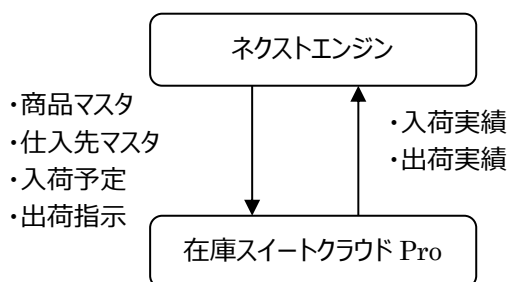 ネクストエンジン
・商品マスタ
・仕入先マスタ
・入荷予定
・出荷指示
・入荷実績
・出荷実績
在庫スイートクラウド Pro